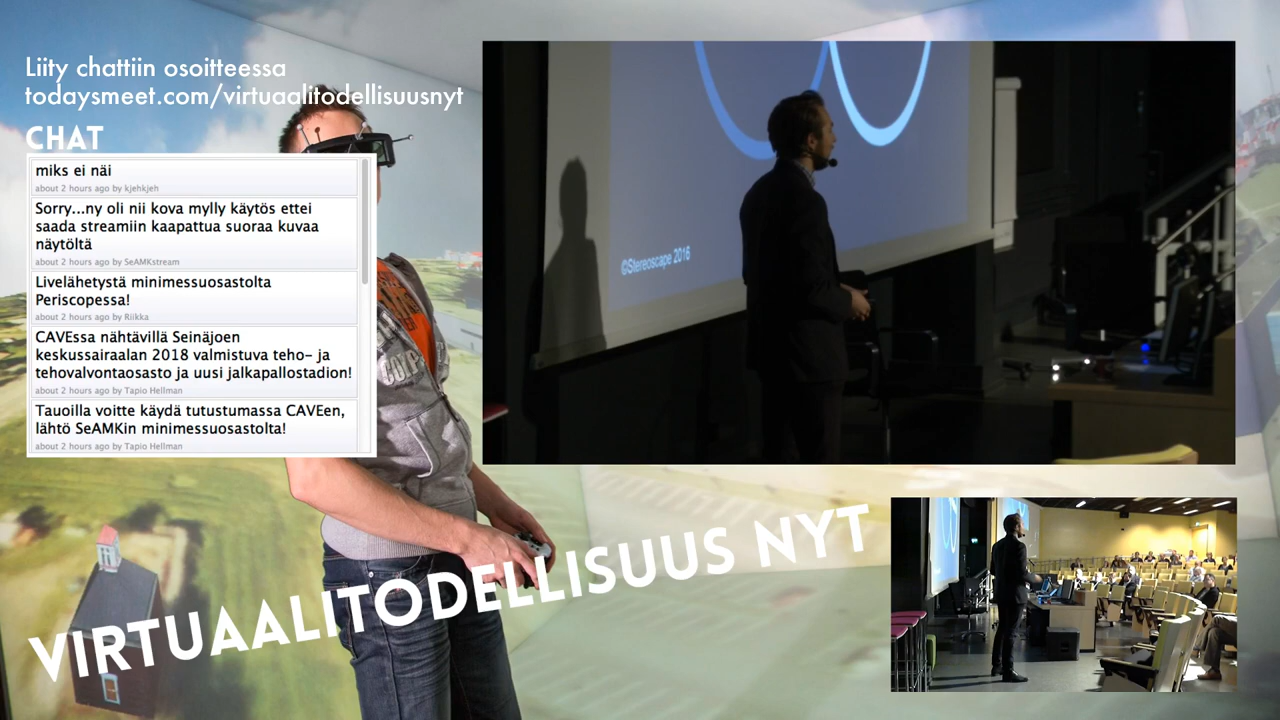 Liity chattiin osoitteessa
todaysmeet.com/virtuaalitodellisuusnyt
CHAT
miks ei näi
about 2 hours ago by kjehkjeh
Sorry...ny oli nii kova mylly käytös ettei
saada streamiin kaapattua suoraa kuvaa
näytöltä
about 2 hours ago by SeAMKstream
Livelähetystä minimessuosastolta
Periscopessa!
about 2 hours ago by Riikka
CAVEssa nähtävillä Seinäjoen
keskussairaalan 2018 valmistuva teho- ja
tehovalvontaosasto ja uusi jalkapallostadion!
about 2 hours ago by Tapio Hellman
Tauoilla voitte käydä tutustumassa CAVEen,
lähtö SeAMKin minimessuosastolta!
about 2 hours ago by Tapio Hellman
©Stereoscape 2016
VIRTUAALITODELLISUUS NYT